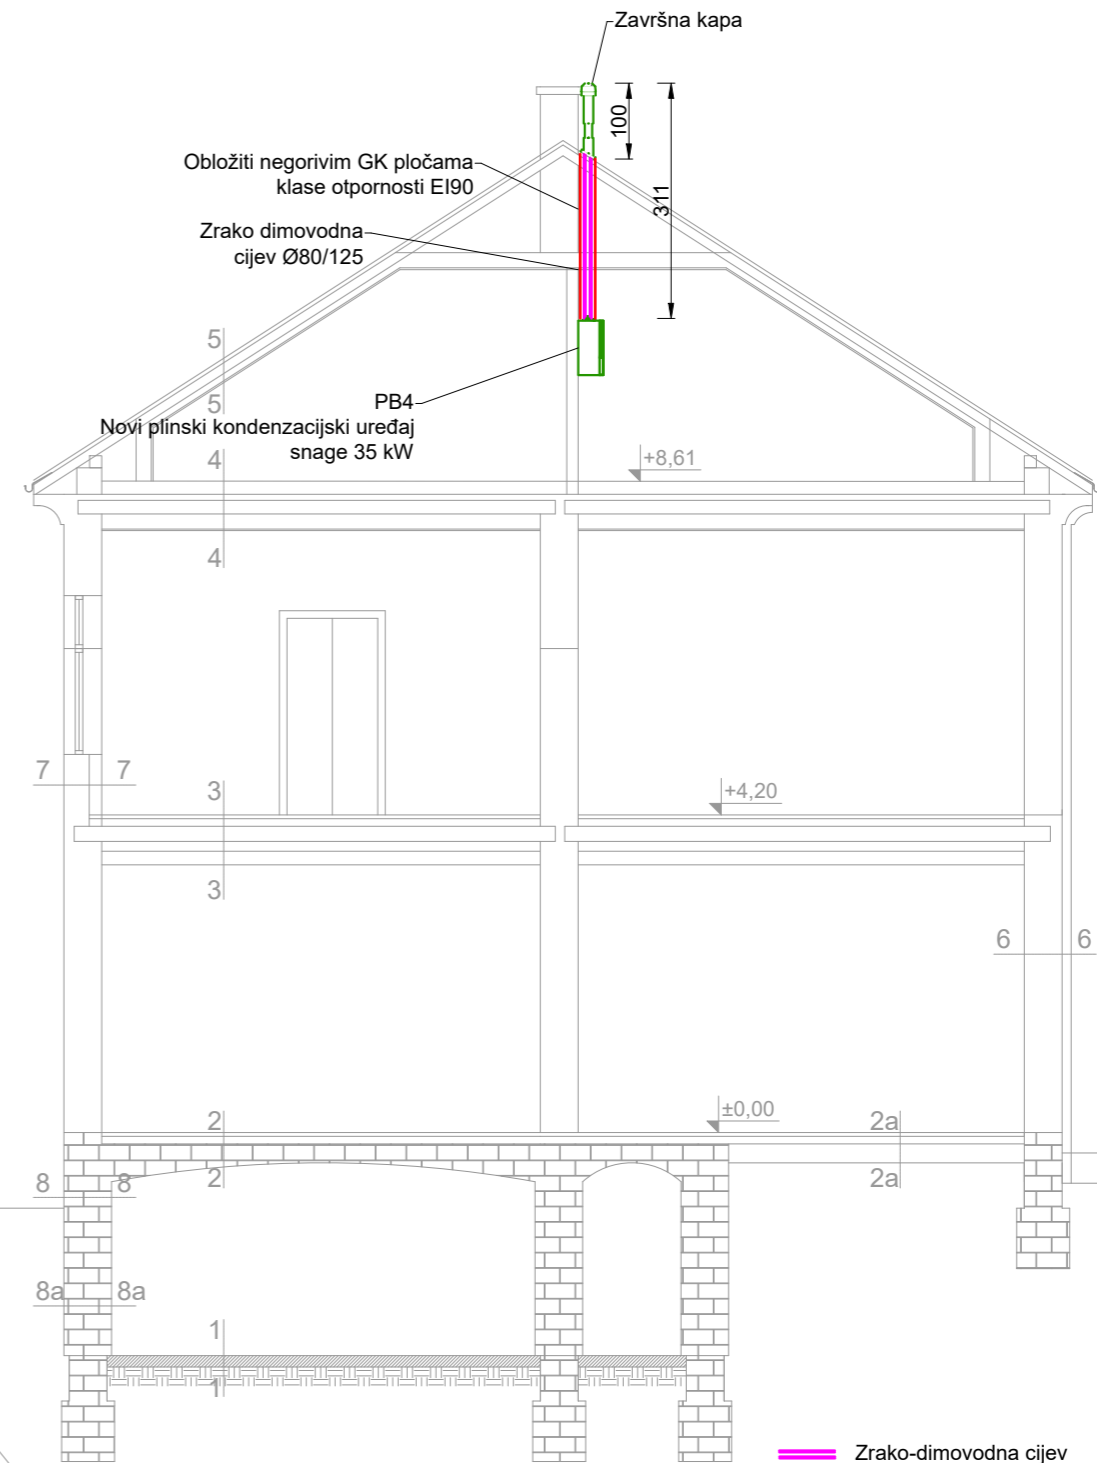 Završna kapa
100
311
Obložiti negorivim GK pločama
klase otpornosti EI90
Zrako dimovodna
cijev Ø80/125
5
5
PB4
Novi plinski kondenzacijski uređaj
snage 35 kW
4
+8,61
4
7 7
3
+4,20
3
6 6
2
±0,00
2a
2
2a
8 8
8a 8a
1
1
Zrako-dimovodna cijev